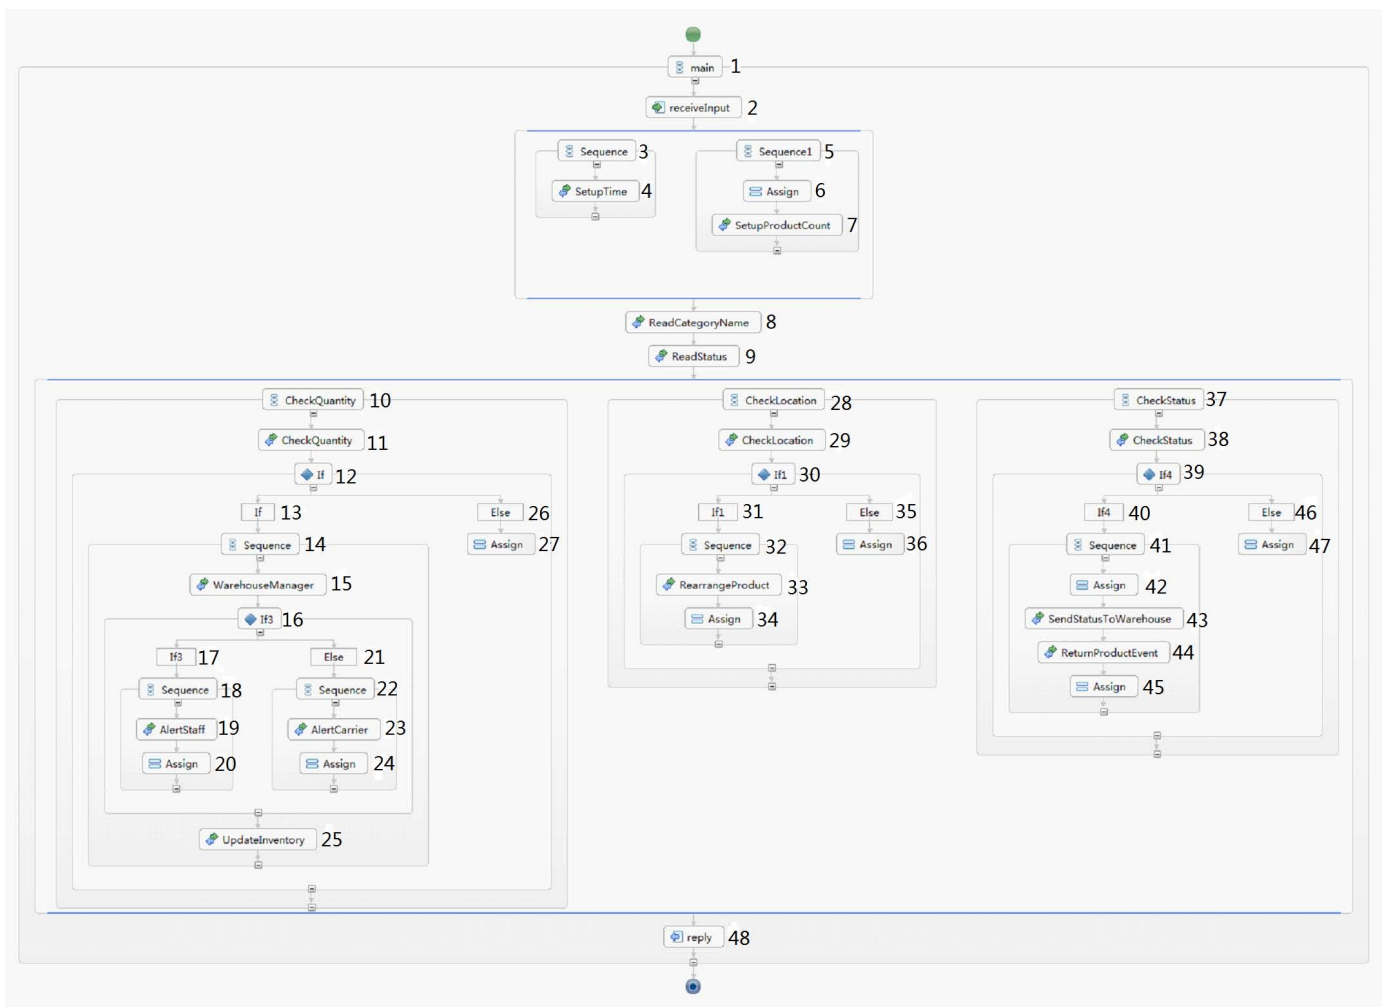 main 1
receiveInput 2
Sequence 3
Sequence1 5
SetupTime 4
Assign 6
SetupProductCount 7
ReadCategoryName 8
ReadStatus 9
CheckQuantity 10
CheckLocation 28
CheckStatus 37
CheckQuantity 11
CheckLocation 29
CheckStatus 38
If 12
If1 30
If4 39
If 13
Else 26
If1 31
Else 35
If4 40
Else 46
Sequence 14
Assign 27
Sequence 32
Assign 36
Sequence 41
Assign 47
WarehouseManager 15
RearrangeProduct 33
Assign 42
If3 16
Assign 34
SendStatusToWarehouse 43
If3 17
Else 21
ReturnProductEvent 44
Sequence 18
Sequence 22
Assign 45
AlertStaff 19
AlertCarrier 23
Assign 20
Assign 24
UpdateInventory 25
reply 48